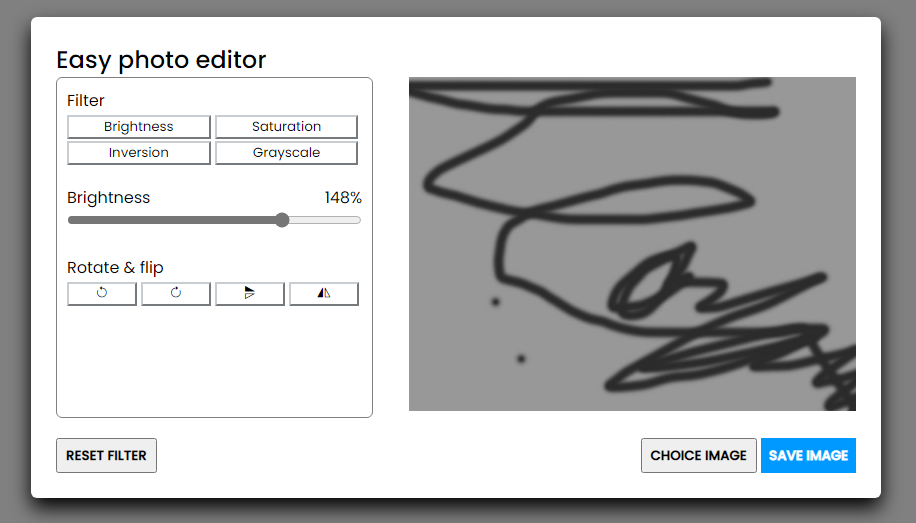 Easy photo editor
Filter
Brightness Saturation
Inversion Grayscale
Brightness 148%
Rotate & flip
RESET FILTER CHOICE IMAGE SAVE IMAGE